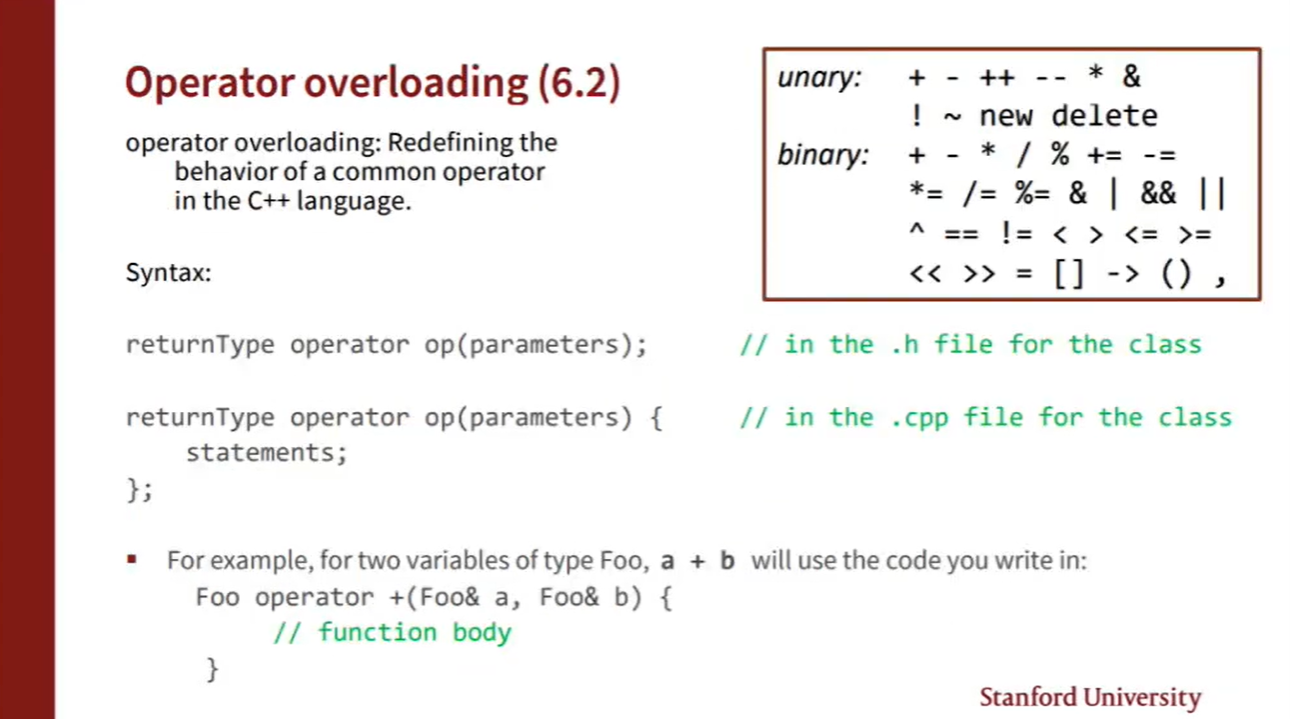 Operator overloading (6.2)
operator overloading: Redefining the
behavior of a common operator
in the C++ language.
unary: + - ++ -- * &
! ~ new delete
binary: + - * / % += -=
*= /= %= & | && ||
^ == != < > <= >=
<< >> = [] -> () ,
Syntax:
returnType operator op(parameters); // in the .h file for the class
returnType operator op(parameters) { // in the .cpp file for the class
statements;
};
▪ For example, for two variables of type Foo, a + b will use the code you write in:
Foo operator +(Foo& a, Foo& b) {
// function body
}
Stanford University